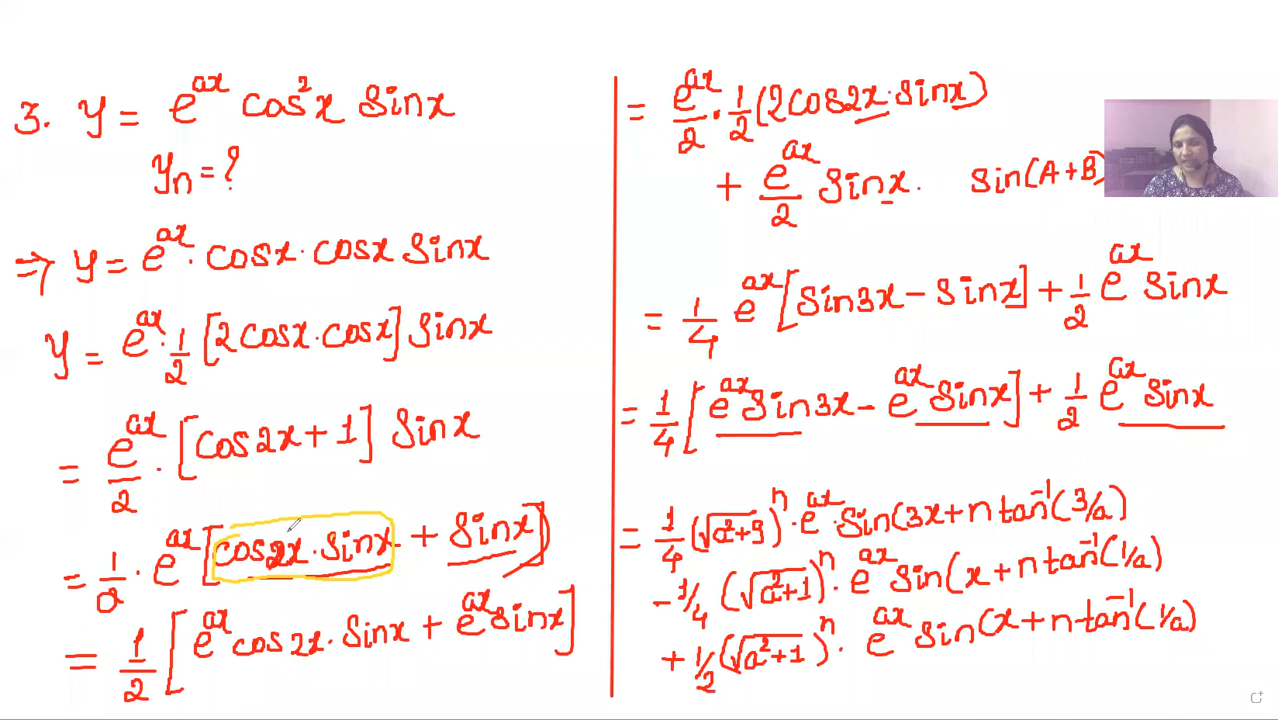 3. y = e^{ax} cos²x sinx
y_n = ?
⇒ y = e^{ax} · cosx · cosx sinx
y = e^{ax} · 1/2 [2cosx · cosx] sinx
= e^{ax}/2 · [cos2x + 1] sinx
= 1/2 · e^{ax} [cos2x · sinx + sinx]
= 1/2 [e^{ax} cos2x · sinx + e^{ax} sinx]
= e^{ax}/2 · 1/2 (2cos2x · sinx)
+ e^{ax}/2 sinx. sin(A+B)
= 1/4 e^{ax} [sin3x − sinx] + 1/2 e^{ax} sinx
= 1/4 [e^{ax} sin3x − e^{ax} sinx] + 1/2 e^{ax} sinx
= 1/4 (√a²+9)^n · e^{ax} · sin(3x + n tan⁻¹(3/a)
− 1/4 (√a²+1)^n · e^{ax} sin(x + n tan⁻¹(1/a)
+ 1/2 (√a²+1)^n · e^{ax} sin(x + n tan⁻¹(1/a)